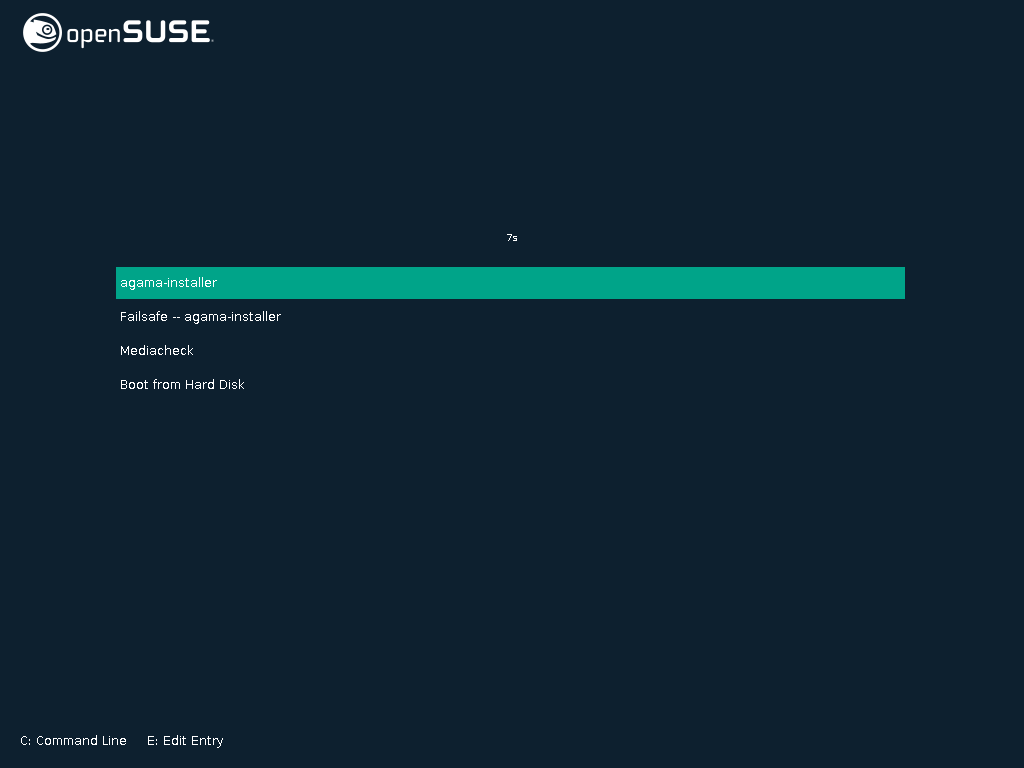 openSUSE.
7s
agama-installer
Failsafe -- agama-installer
Mediacheck
Boot from Hard Disk
C: Command Line E: Edit Entry